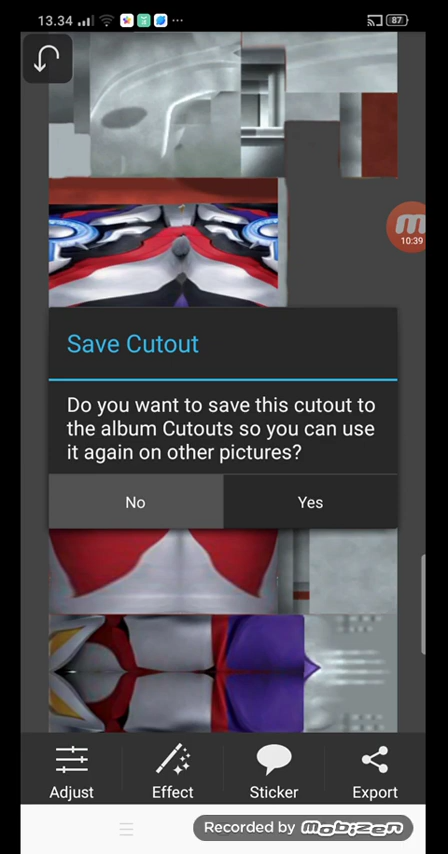 13.34
87
10:39
Save Cutout
Do you want to save this cutout to
the album Cutouts so you can use
it again on other pictures?
No
Yes
Adjust
Effect
Sticker
Export
Recorded by Mobizen